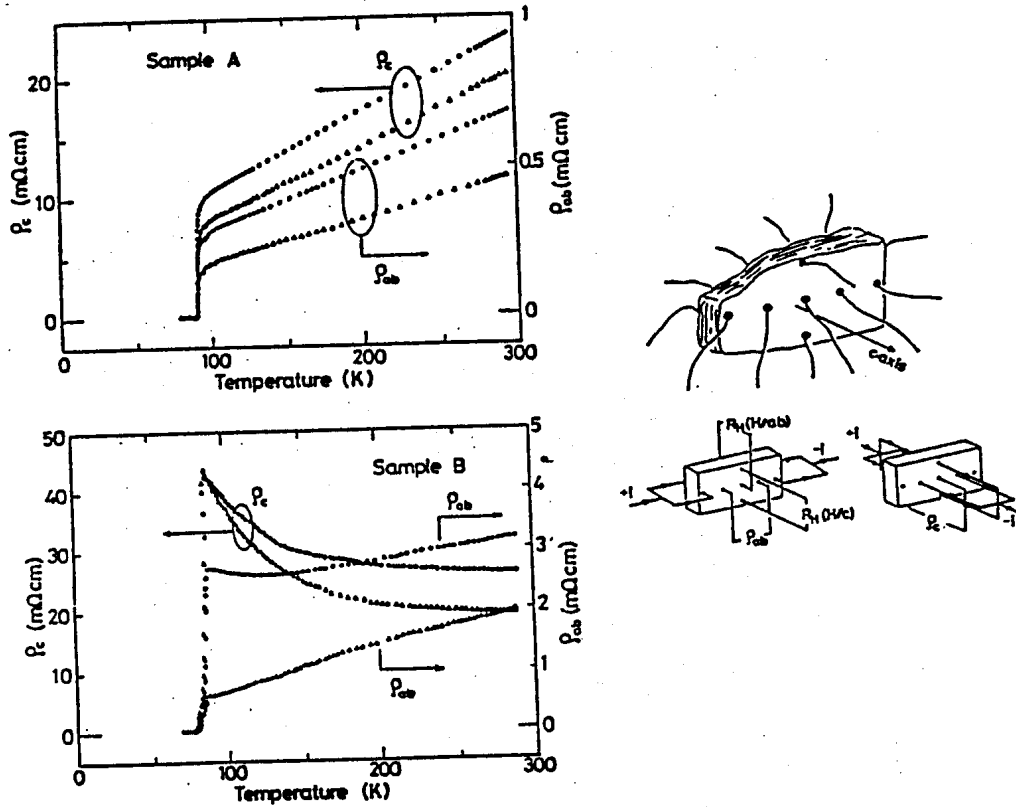 Sample A
ρc
ρab
20
10
0
ρc (mΩcm)
1
0.5
0
ρab (mΩcm)
0
100
200
300
Temperature (K)
Sample B
ρc
ρab
ρab
50
40
30
20
10
0
ρc (mΩcm)
5
4
3
2
1
0
ρab (mΩcm)
0
100
200
300
Temperature (K)
c-axis
RH(H//ab)
-I
+I
ρab
RH(H//c)
+I
-I
ρc